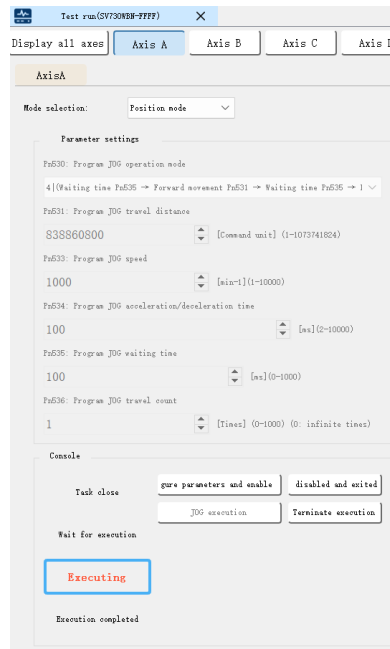 Test run(SV730WBN-FFFF)
Display all axes Axis A Axis B Axis C Axis
AxisA
Mode selection: Position mode
Parameter settings
Pn530: Program JOG operation mode
4|(Waiting time Pn535 → Forward movement Pn531 → Waiting time Pn535 →
Pn531: Program JOG travel distance
838860800 [Command unit] (1-1073741824)
Pn533: Program JOG speed
1000 [min-1](1-10000)
Pn534: Program JOG acceleration/deceleration time
100 [ms](2-10000)
Pn535: Program JOG waiting time
100 [ms](0-1000)
Pn536: Program JOG travel count
1 [Times] (0-1000) (0: infinite times)
Console
Task close gure parameters and enable disabled and exited
JOG execution Terminate execution
Wait for execution
Executing
Execution completed